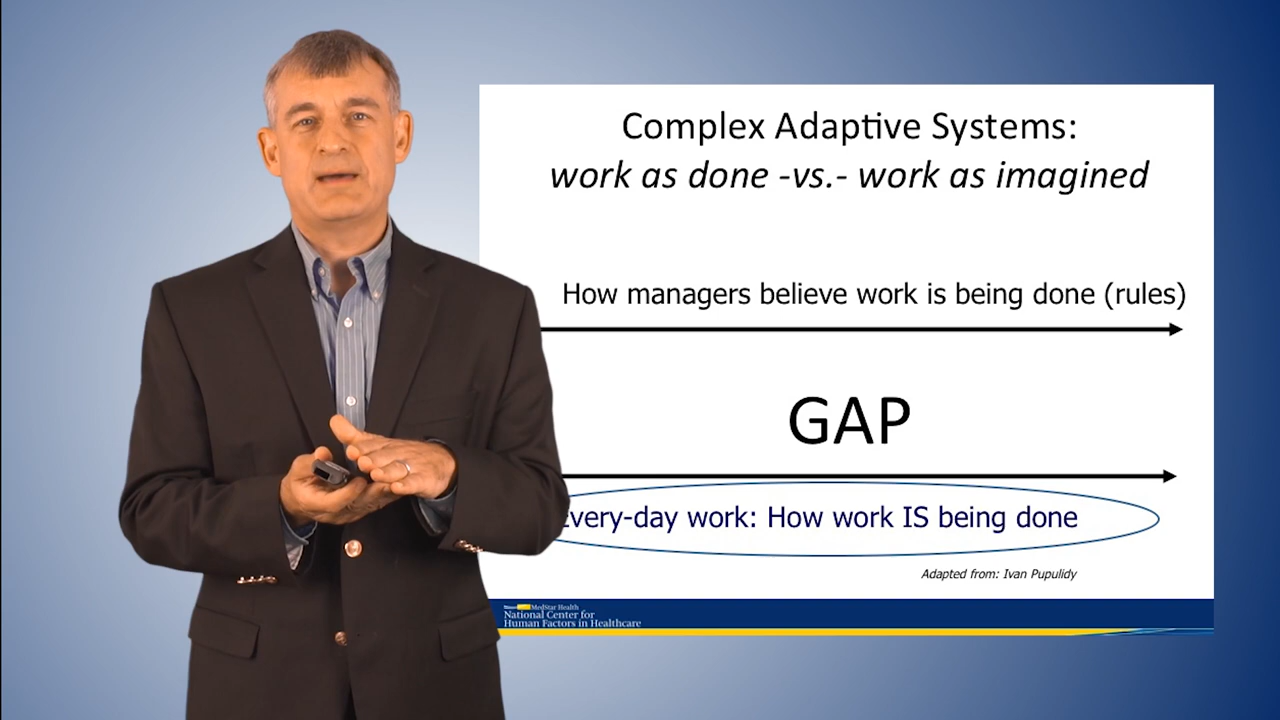 Complex Adaptive Systems:
work as done -vs.- work as imagined
How managers believe work is being done (rules)
GAP
Every-day work: How work IS being done
Adapted from: Ivan Pupulidy
MedStar Health
National Center for
Human Factors in Healthcare